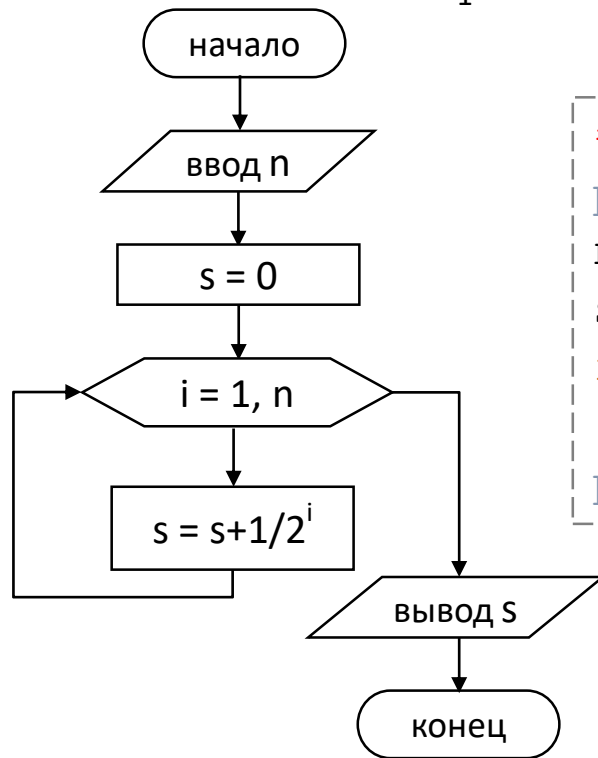 начало
ввод n
s = 0
i = 1, n
s = s+1/2^i
вывод s
конец